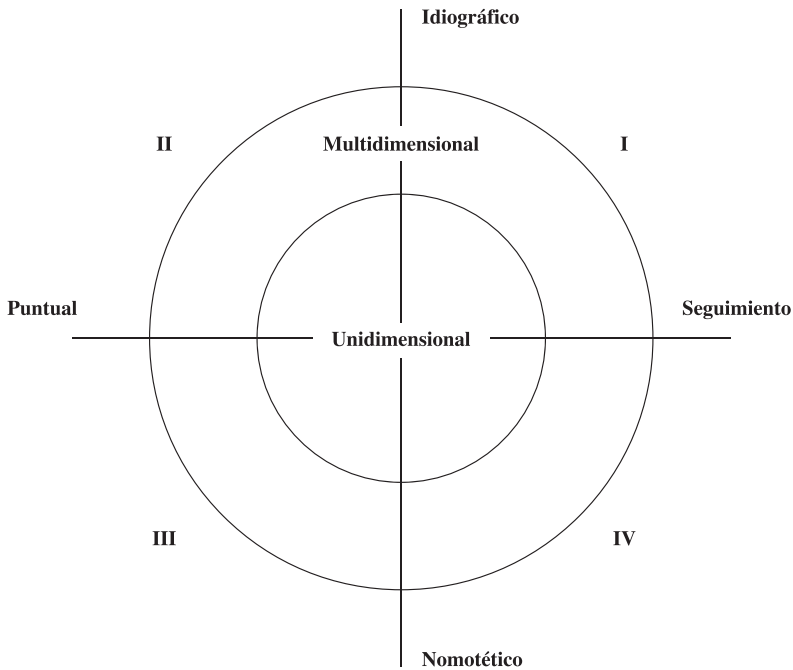 Idiográfico
II
Multidimensional
I
Puntual
Seguimiento
Unidimensional
III
IV
Nomotético